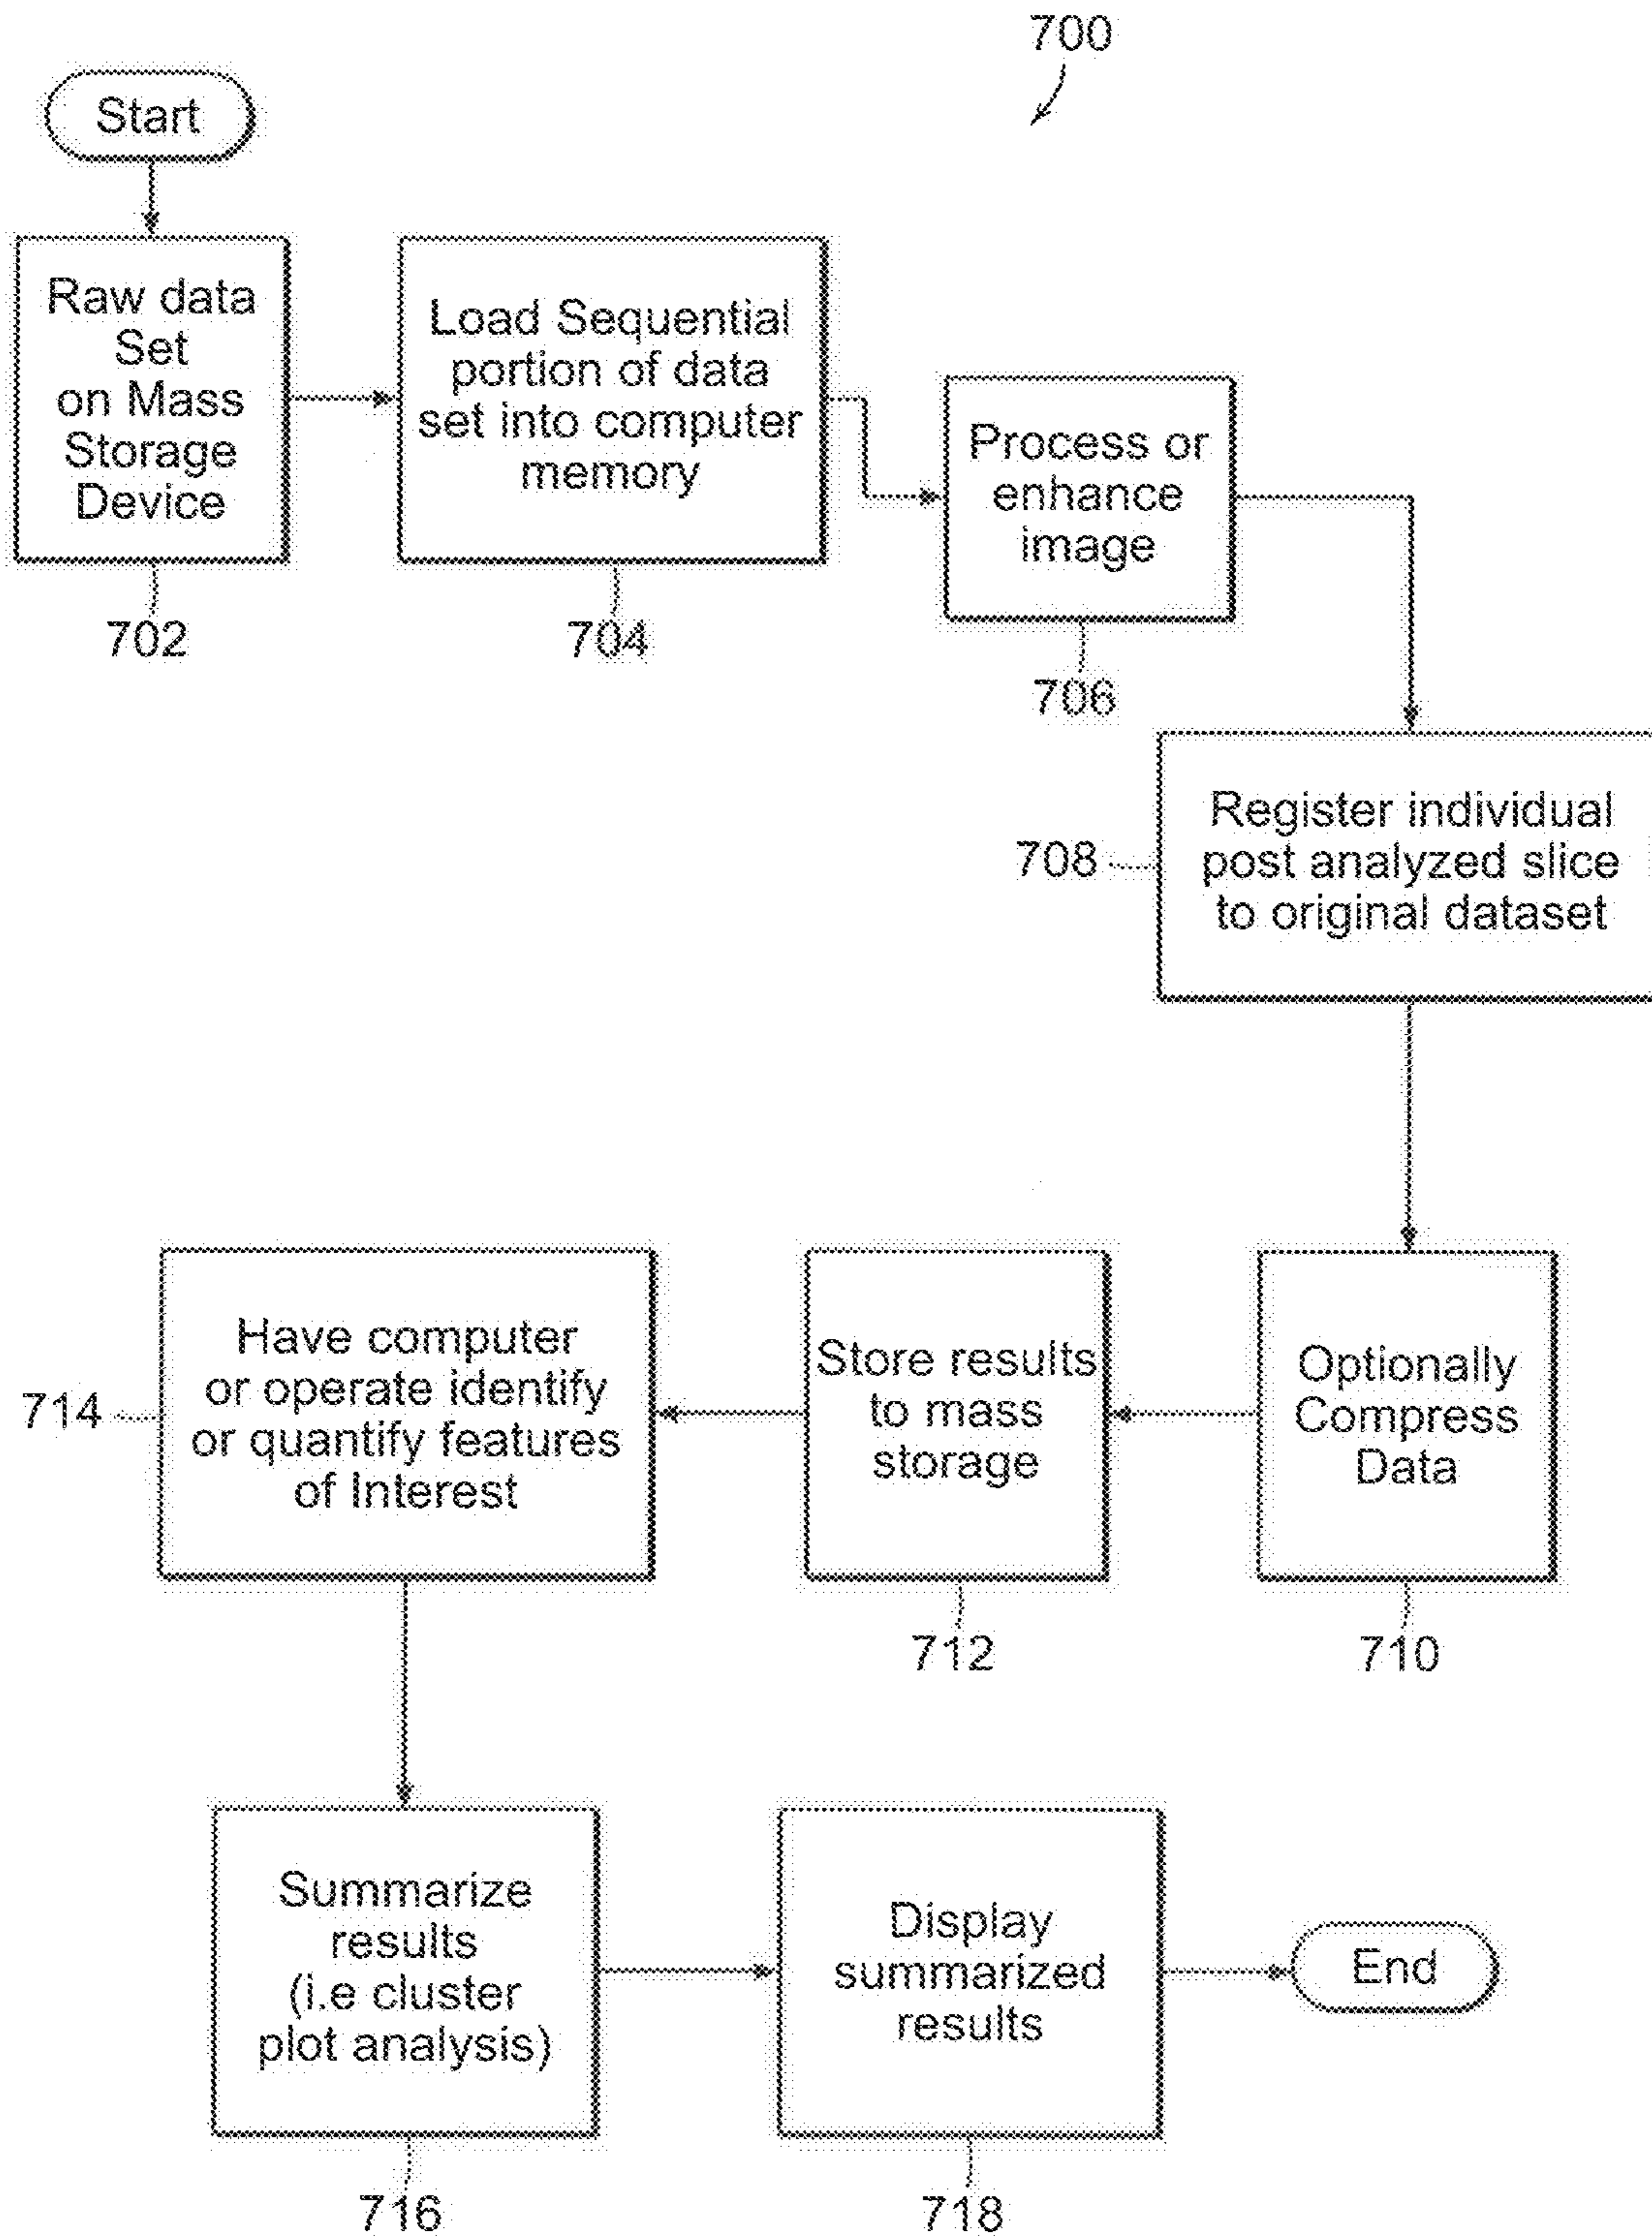 700
Start
Raw data
Set
on Mass
Storage
Device
702
Load Sequential
portion of data
set into computer
memory
704
Process or
enhance
image
706
Register individual
post analyzed slice
to original dataset
708
Optionally
Compress
Data
710
Store results
to mass
storage
712
Have computer
or operate identify
or quantify features
of Interest
714
Summarize
results
(i.e cluster
plot analysis)
716
Display
summarized
results
718
End